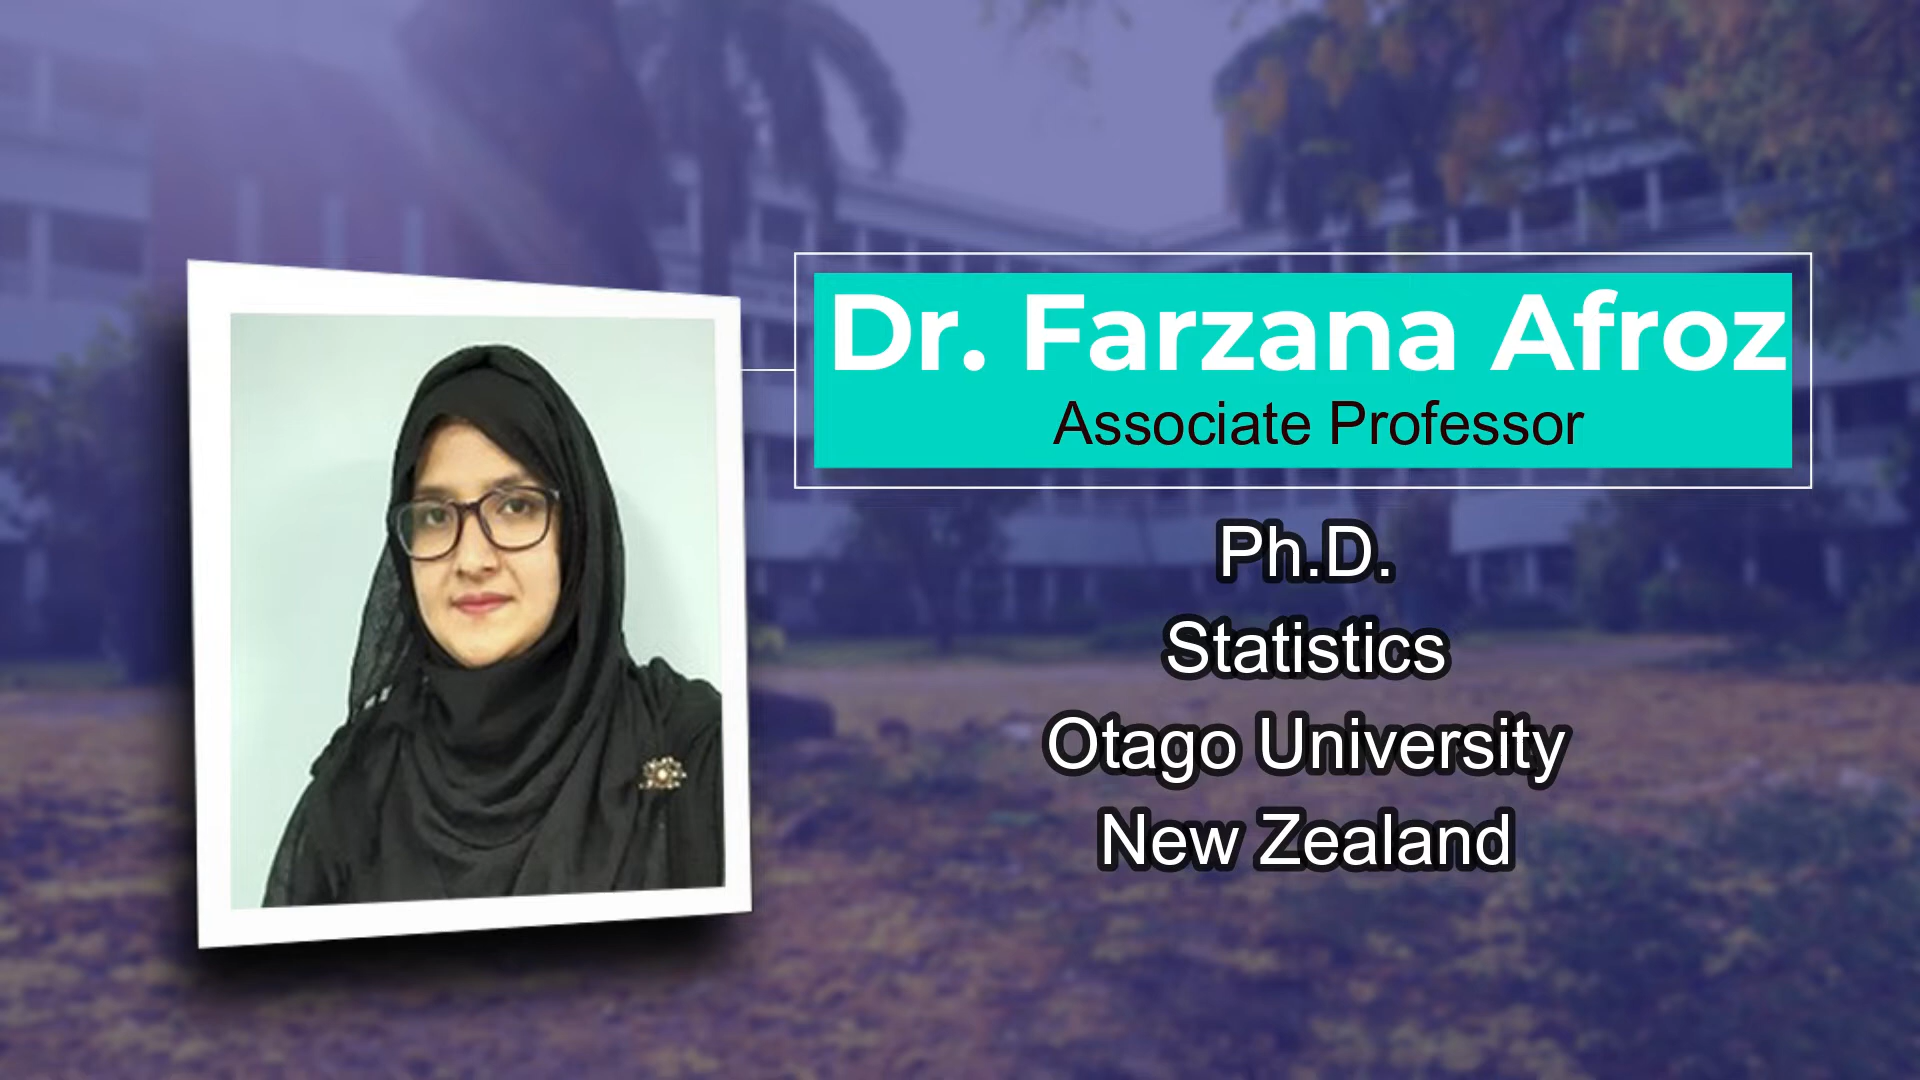 Dr. Farzana Afroz
Associate Professor
Ph.D.
Statistics
Otago University
New Zealand